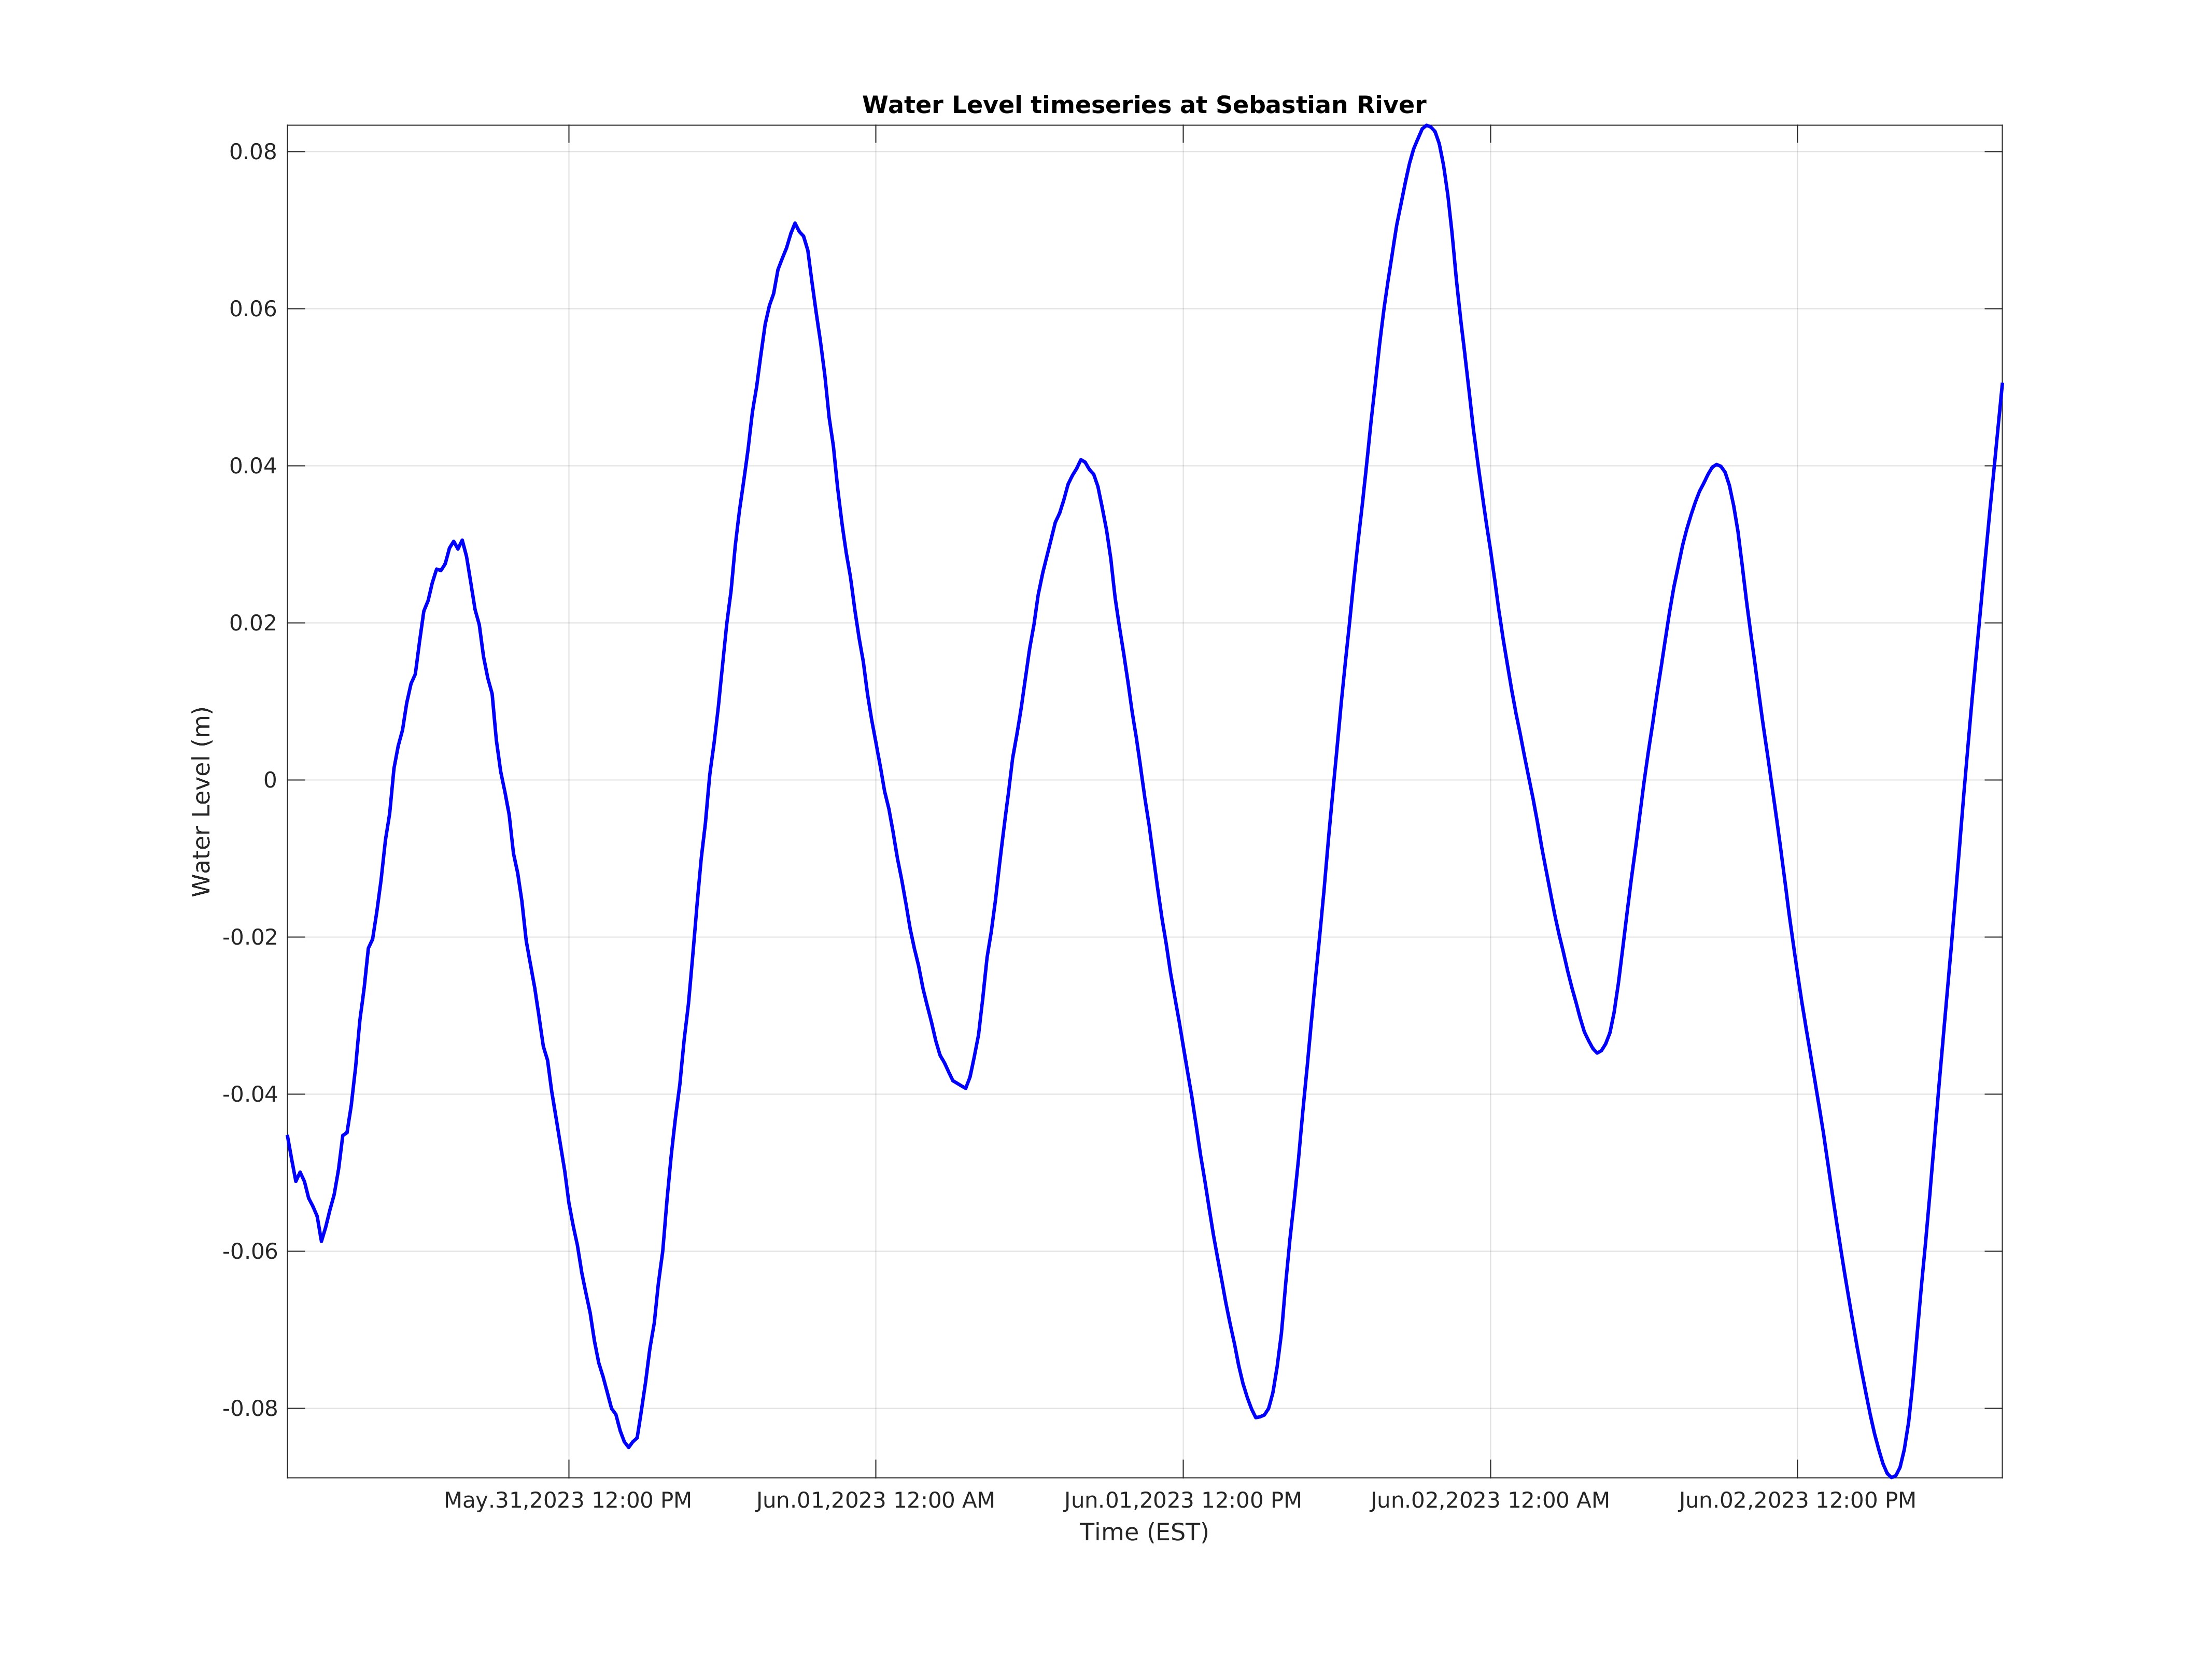 Water Level timeseries at Sebastian River
0.08
0.06
0.04
0.02
0
-0.02
-0.04
-0.06
-0.08
Water Level (m)
May.31,2023 12:00 PM
Jun.01,2023 12:00 AM
Jun.01,2023 12:00 PM
Jun.02,2023 12:00 AM
Jun.02,2023 12:00 PM
Time (EST)